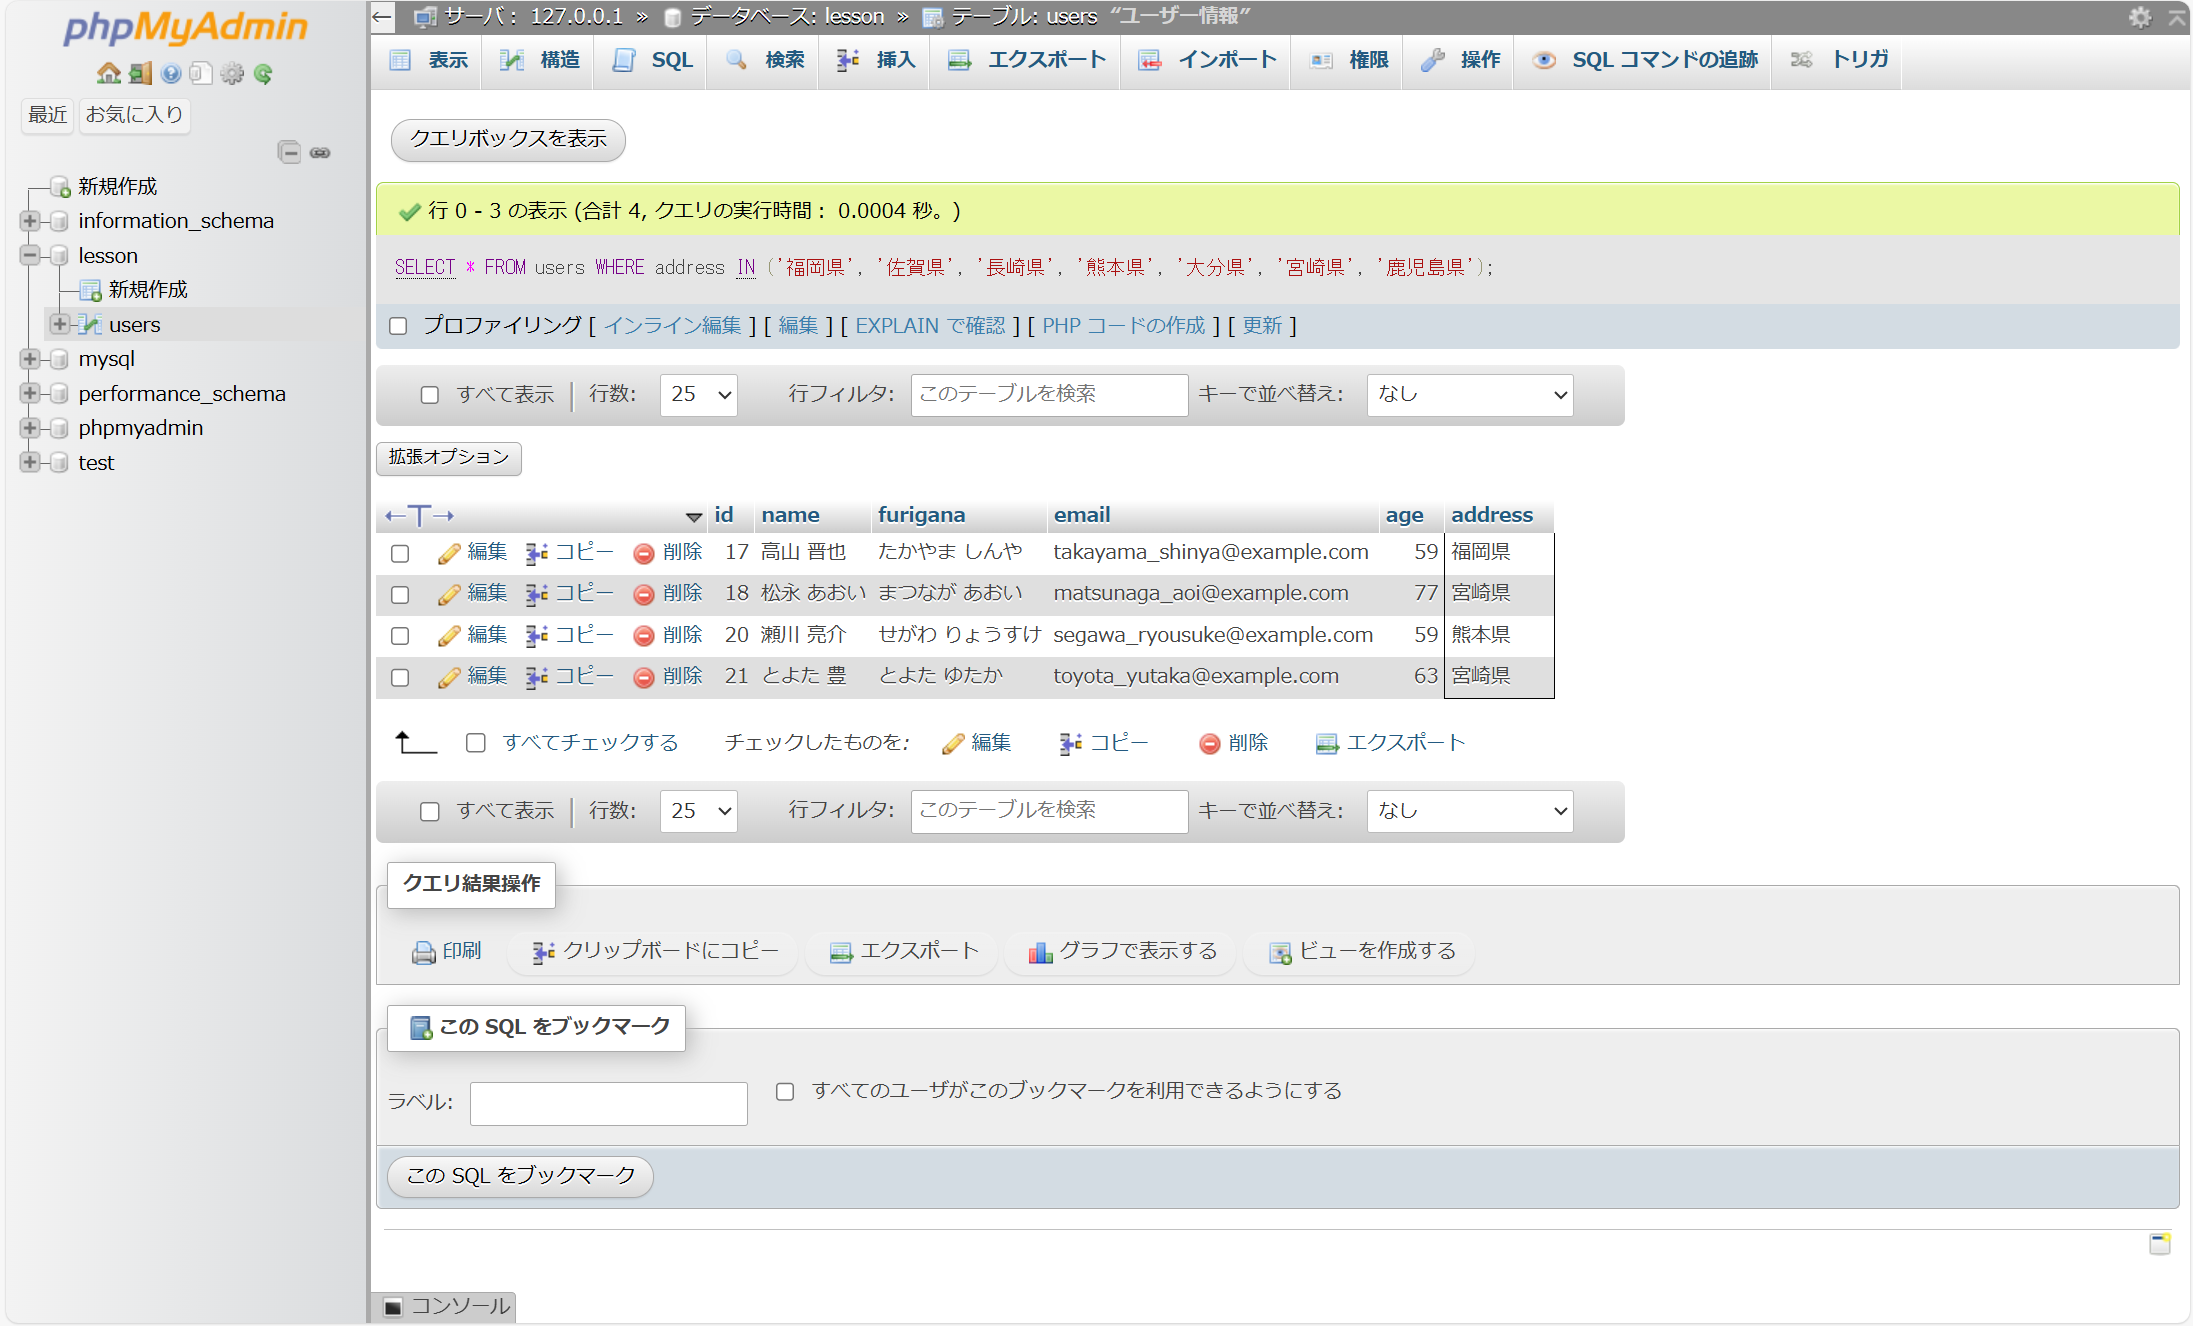 phpMyAdmin
最近 お気に入り
新規作成
information_schema
lesson
新規作成
users
mysql
performance_schema
phpmyadmin
test
サーバ: 127.0.0.1 » データベース: lesson » テーブル: users “ユーザー情報”
表示 構造 SQL 検索 挿入 エクスポート インポート 権限 操作 SQL コマンドの追跡 トリガ
クエリボックスを表示
行 0 - 3 の表示 (合計 4, クエリの実行時間: 0.0004 秒。)
SELECT * FROM users WHERE address IN ('福岡県', '佐賀県', '長崎県', '熊本県', '大分県', '宮崎県', '鹿児島県');
プロファイリング [ インライン編集 ] [ 編集 ] [ EXPLAIN で確認 ] [ PHP コードの作成 ] [ 更新 ]
すべて表示 行数: 25 行フィルタ: このテーブルを検索 キーで並べ替え: なし
拡張オプション
←T→ id name furigana email age address
編集 コピー 削除 17 高山 晋也 たかやま しんや takayama_shinya@example.com 59 福岡県
編集 コピー 削除 18 松永 あおい まつなが あおい matsunaga_aoi@example.com 77 宮崎県
編集 コピー 削除 20 瀬川 亮介 せがわ りょうすけ segawa_ryousuke@example.com 59 熊本県
編集 コピー 削除 21 とよた 豊 とよた ゆたか toyota_yutaka@example.com 63 宮崎県
すべてチェックする チェックしたものを: 編集 コピー 削除 エクスポート
すべて表示 行数: 25 行フィルタ: このテーブルを検索 キーで並べ替え: なし
クエリ結果操作
印刷 クリップボードにコピー エクスポート グラフで表示する ビューを作成する
この SQL をブックマーク
ラベル: すべてのユーザがこのブックマークを利用できるようにする
この SQL をブックマーク
コンソール